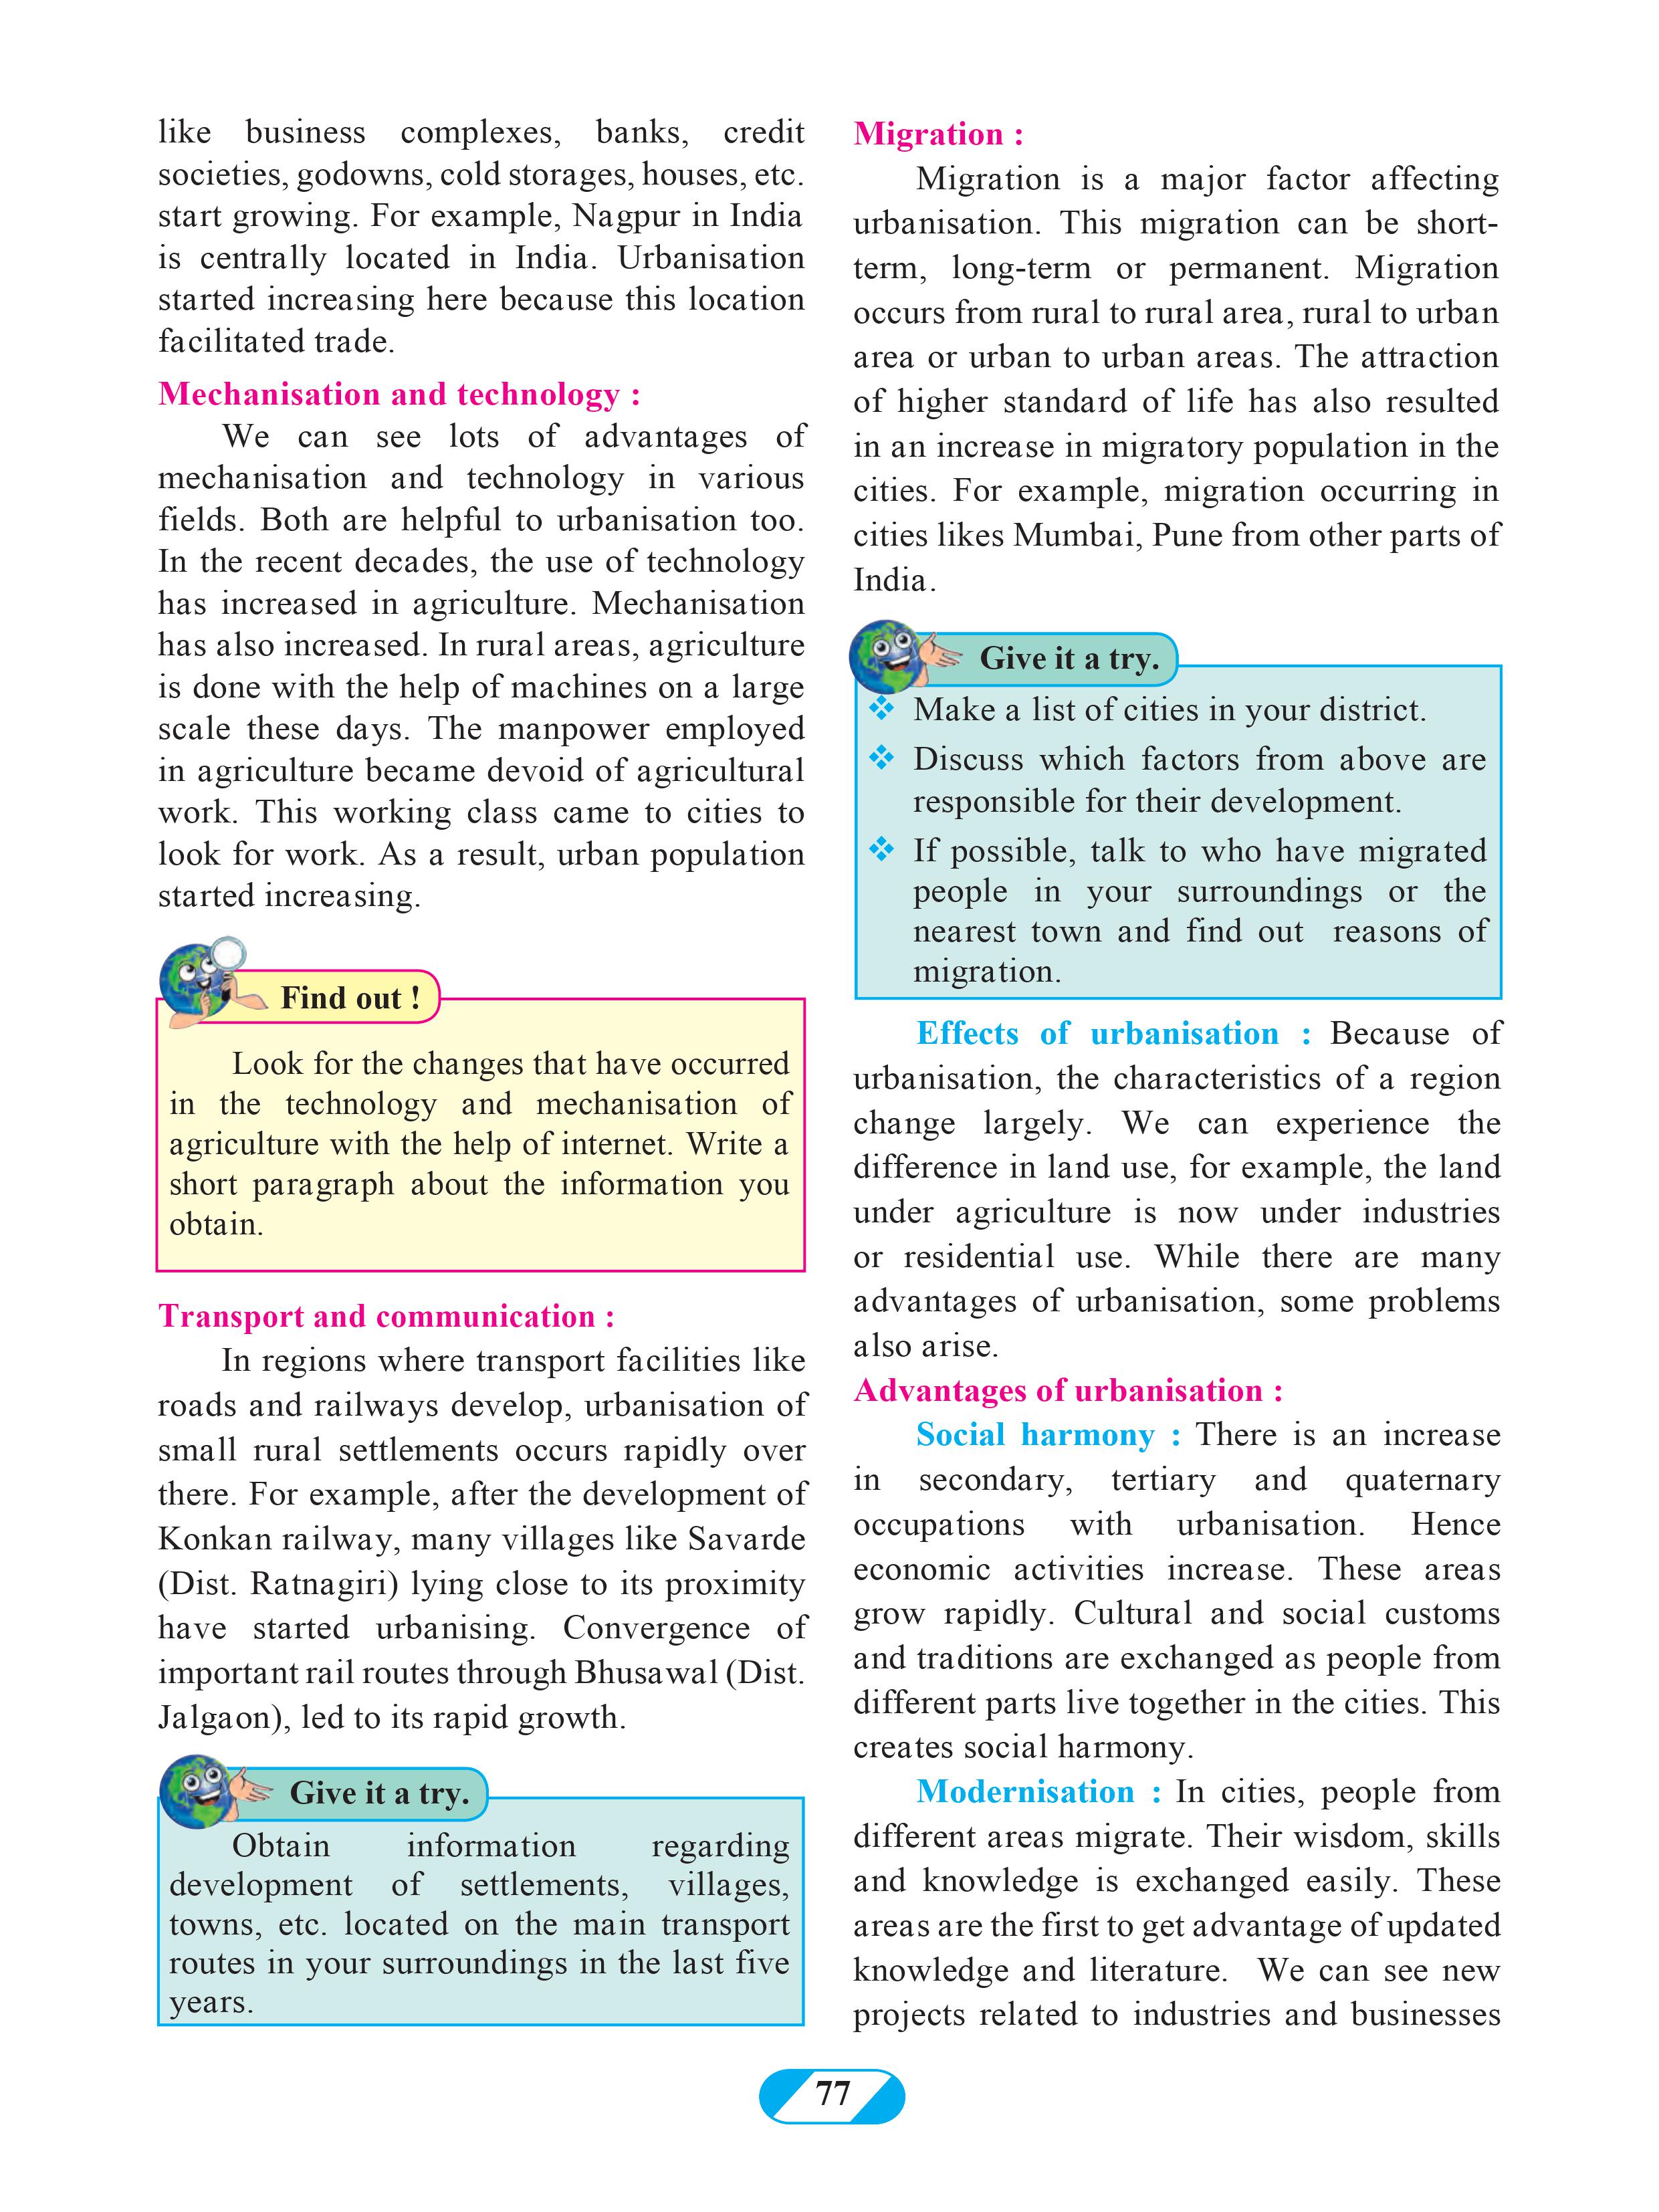 like business complexes, banks, credit
societies, godowns, cold storages, houses, etc.
start growing. For example, Nagpur in India
is centrally located in India. Urbanisation
started increasing here because this location
facilitated trade.
Mechanisation and technology :
We can see lots of advantages of
mechanisation and technology in various
fields. Both are helpful to urbanisation too.
In the recent decades, the use of technology
has increased in agriculture. Mechanisation
has also increased. In rural areas, agriculture
is done with the help of machines on a large
scale these days. The manpower employed
in agriculture became devoid of agricultural
work. This working class came to cities to
look for work. As a result, urban population
started increasing.
Find out !
Look for the changes that have occurred
in the technology and mechanisation of
agriculture with the help of internet. Write a
short paragraph about the information you
obtain.
Transport and communication :
In regions where transport facilities like
roads and railways develop, urbanisation of
small rural settlements occurs rapidly over
there. For example, after the development of
Konkan railway, many villages like Savarde
(Dist. Ratnagiri) lying close to its proximity
have started urbanising. Convergence of
important rail routes through Bhusawal (Dist.
Jalgaon), led to its rapid growth.
Give it a try.
Obtain information regarding
development of settlements, villages,
towns, etc. located on the main transport
routes in your surroundings in the last five
years.
Migration :
Migration is a major factor affecting
urbanisation. This migration can be short-
term, long-term or permanent. Migration
occurs from rural to rural area, rural to urban
area or urban to urban areas. The attraction
of higher standard of life has also resulted
in an increase in migratory population in the
cities. For example, migration occurring in
cities likes Mumbai, Pune from other parts of
India.
Give it a try.
❖ Make a list of cities in your district.
❖ Discuss which factors from above are
responsible for their development.
❖ If possible, talk to who have migrated
people in your surroundings or the
nearest town and find out reasons of
migration.
Effects of urbanisation : Because of
urbanisation, the characteristics of a region
change largely. We can experience the
difference in land use, for example, the land
under agriculture is now under industries
or residential use. While there are many
advantages of urbanisation, some problems
also arise.
Advantages of urbanisation :
Social harmony : There is an increase
in secondary, tertiary and quaternary
occupations with urbanisation. Hence
economic activities increase. These areas
grow rapidly. Cultural and social customs
and traditions are exchanged as people from
different parts live together in the cities. This
creates social harmony.
Modernisation : In cities, people from
different areas migrate. Their wisdom, skills
and knowledge is exchanged easily. These
areas are the first to get advantage of updated
knowledge and literature. We can see new
projects related to industries and businesses
77